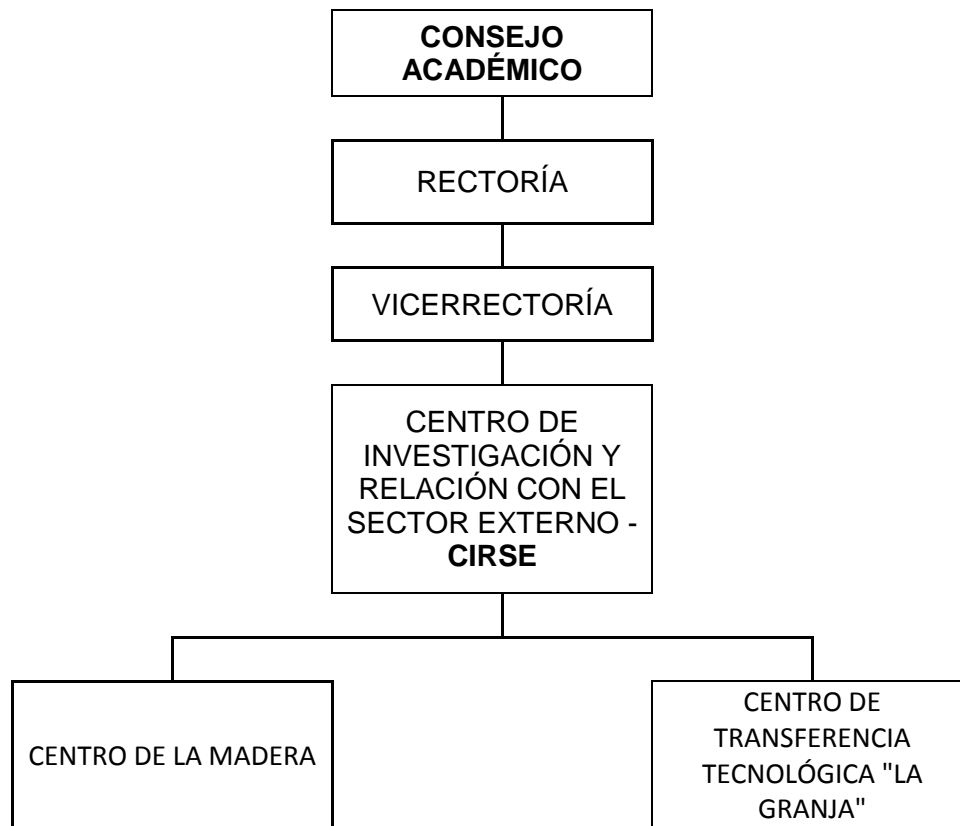 CONSEJO
ACADÉMICO
RECTORÍA
VICERRECTORÍA
CENTRO DE
INVESTIGACIÓN Y
RELACIÓN CON EL
SECTOR EXTERNO -
CIRSE
CENTRO DE LA MADERA
CENTRO DE
TRANSFERENCIA
TECNOLÓGICA "LA
GRANJA"